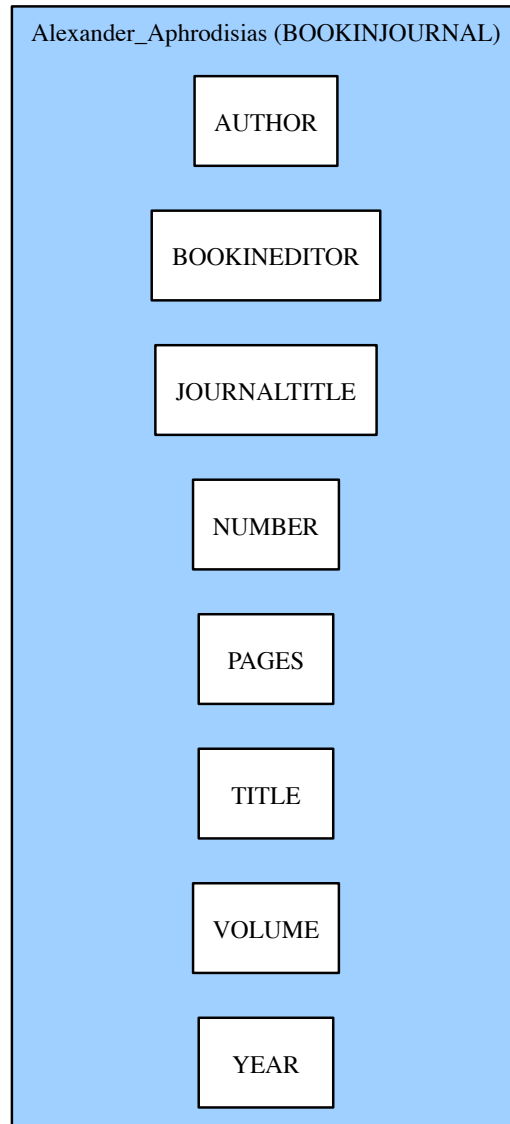 Alexander_Aphrodisias (BOOKINJOURNAL)
AUTHOR
BOOKINEDITOR
JOURNALTITLE
NUMBER
PAGES
TITLE
VOLUME
YEAR